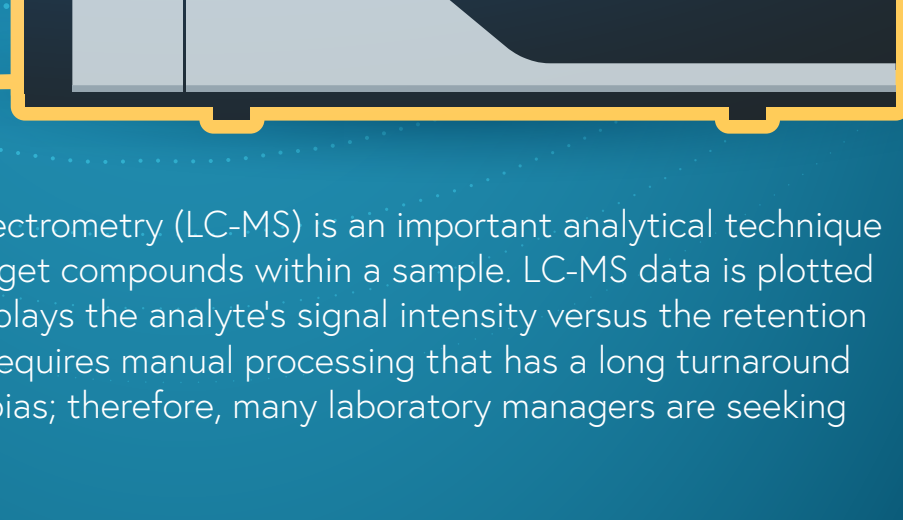 ectrometry (LC-MS) is an important analytical technique
get compounds within a sample. LC-MS data is plotted
plays the analyte's signal intensity versus the retention
equires manual processing that has a long turnaround
bias; therefore, many laboratory managers are seeking